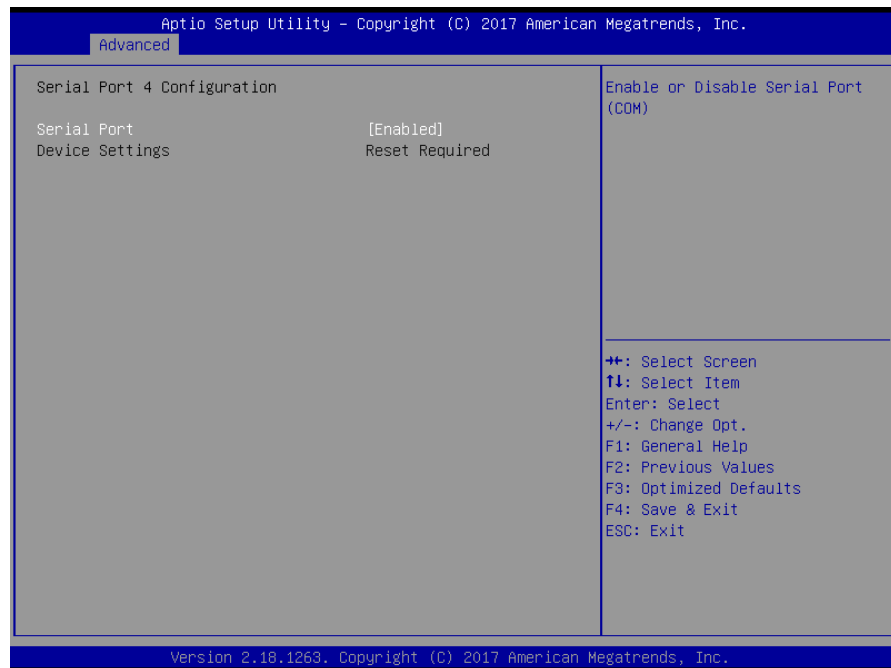 Aptio Setup Utility – Copyright (C) 2017 American Megatrends, Inc.
Advanced
Serial Port 4 Configuration
Serial Port [Enabled]
Device Settings Reset Required
Enable or Disable Serial Port
(COM)
→←: Select Screen
↑↓: Select Item
Enter: Select
+/-: Change Opt.
F1: General Help
F2: Previous Values
F3: Optimized Defaults
F4: Save & Exit
ESC: Exit
Version 2.18.1263. Copyright (C) 2017 American Megatrends, Inc.